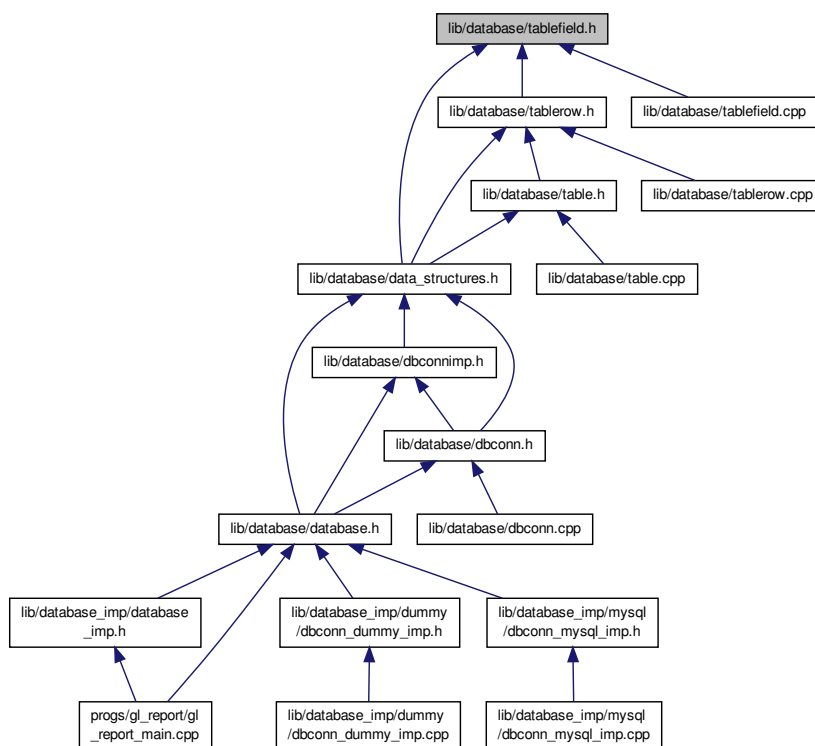 lib/database/tablefield.h
lib/database/tablerow.h
lib/database/tablefield.cpp
lib/database/table.h
lib/database/tablerow.cpp
lib/database/data_structures.h
lib/database/table.cpp
lib/database/dbconnimp.h
lib/database/dbconn.h
lib/database/database.h
lib/database/dbconn.cpp
lib/database_imp/database
_imp.h
lib/database_imp/dummy
/dbconn_dummy_imp.h
lib/database_imp/mysql
/dbconn_mysql_imp.h
progs/gl_report/gl
_report_main.cpp
lib/database_imp/dummy
/dbconn_dummy_imp.cpp
lib/database_imp/mysql
/dbconn_mysql_imp.cpp